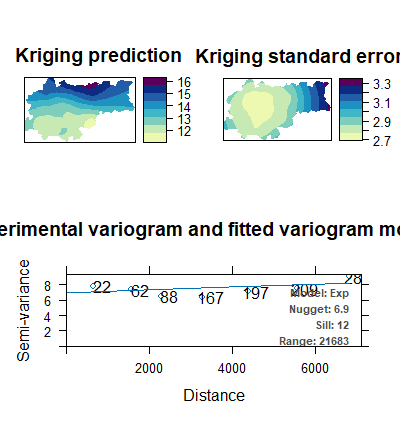 Kriging prediction
Kriging standard error
16
15
14
13
12
3.3
3.1
2.9
2.7
erimental variogram and fitted variogram mo
Semi-variance
8
6
4
2
22
62
88
167
197
209
28
Model: Exp
Nugget: 6.9
Sill: 12
Range: 21683
2000
4000
6000
Distance